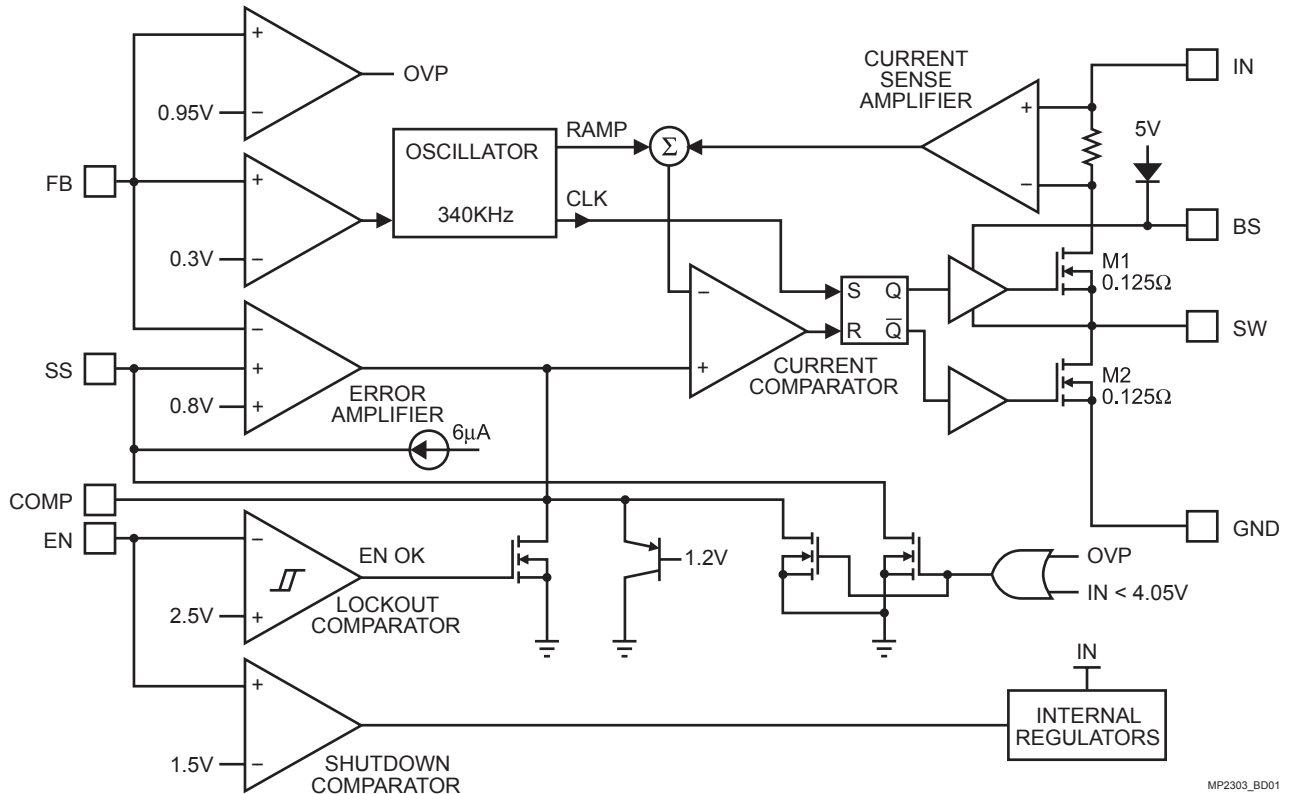 OVP
0.95V
+
−
CURRENT
SENSE
AMPLIFIER
IN
+
−
5V
FB
+
0.3V
−
OSCILLATOR
340KHz
RAMP
Σ
CLK
BS
M1
0.125Ω
S Q
R Q̅
−
+
CURRENT
COMPARATOR
SW
SS
−
+
0.8V
+
ERROR
AMPLIFIER
6µA
M2
0.125Ω
COMP
EN
−
2.5V
+
EN OK
LOCKOUT
COMPARATOR
1.2V
GND
OVP
IN < 4.05V
+
1.5V
−
SHUTDOWN
COMPARATOR
IN
INTERNAL
REGULATORS
MP2303_BD01